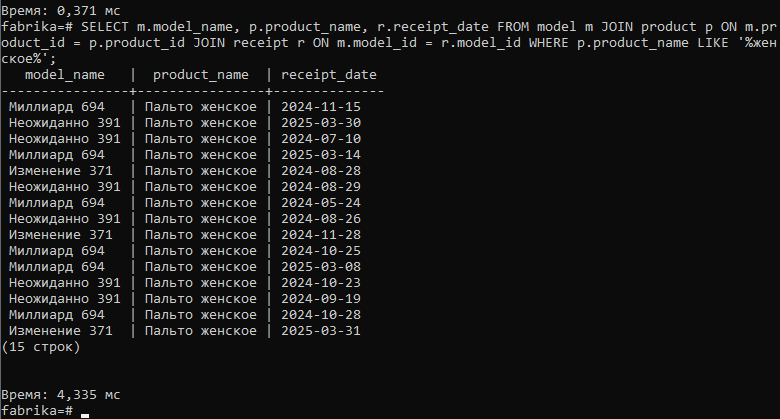 Время: 0,371 мс
fabrika=# SELECT m.model_name, p.product_name, r.receipt_date FROM model m JOIN product p ON m.pr
oduct_id = p.product_id JOIN receipt r ON m.model_id = r.model_id WHERE p.product_name LIKE '%жен
ское%';
   model_name   |  product_name  | receipt_date
----------------+----------------+--------------
 Миллиард 694   | Пальто женское | 2024-11-15
 Неожиданно 391 | Пальто женское | 2025-03-30
 Неожиданно 391 | Пальто женское | 2024-07-10
 Миллиард 694   | Пальто женское | 2025-03-14
 Изменение 371  | Пальто женское | 2024-08-28
 Неожиданно 391 | Пальто женское | 2024-08-29
 Миллиард 694   | Пальто женское | 2024-05-24
 Неожиданно 391 | Пальто женское | 2024-08-26
 Изменение 371  | Пальто женское | 2024-11-28
 Миллиард 694   | Пальто женское | 2024-10-25
 Миллиард 694   | Пальто женское | 2025-03-08
 Неожиданно 391 | Пальто женское | 2024-10-23
 Неожиданно 391 | Пальто женское | 2024-09-19
 Миллиард 694   | Пальто женское | 2024-10-28
 Изменение 371  | Пальто женское | 2025-03-31
(15 строк)
Время: 4,335 мс
fabrika=#